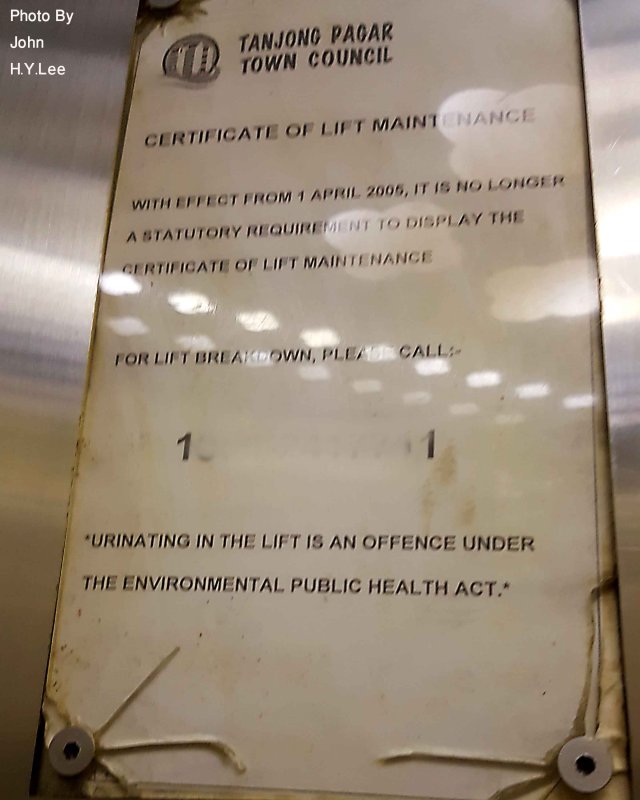 Photo By
John
H.Y.Lee
TANJONG PAGAR
TOWN COUNCIL
CERTIFICATE OF LIFT MAINTENANCE
WITH EFFECT FROM 1 APRIL 2005, IT IS NO LONGER
A STATUTORY REQUIREMENT TO DISPLAY THE
CERTIFICATE OF LIFT MAINTENANCE
FOR LIFT BREAKDOWN, PLEASE CALL:-
*URINATING IN THE LIFT IS AN OFFENCE UNDER
THE ENVIRONMENTAL PUBLIC HEALTH ACT.*